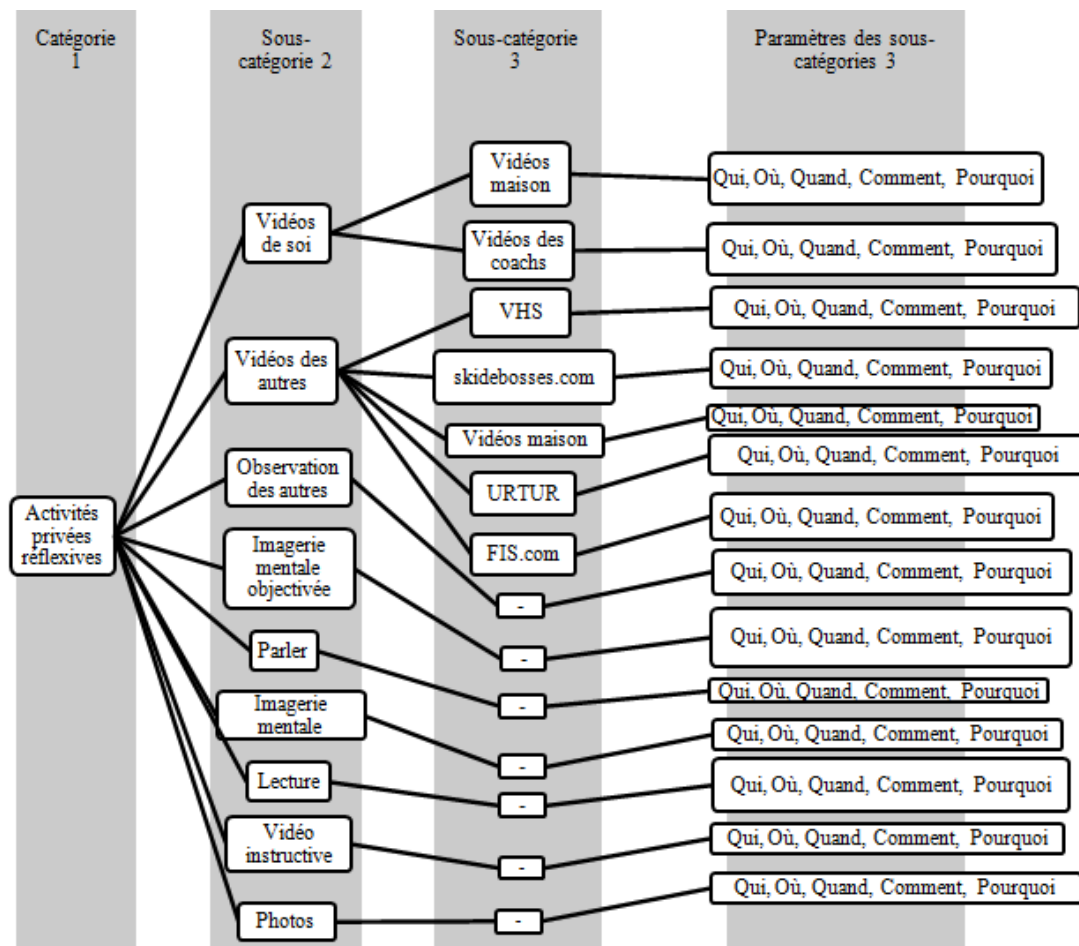 Catégorie
1
Sous-
catégorie 2
Sous-catégorie
3
Paramètres des sous-
catégories 3
Activités
privées
réflexives
Vidéos
de soi
Vidéos des
autres
Observation
des autres
Imagerie
mentale
objectivée
Parler
Imagerie
mentale
Lecture
Vidéo
instructive
Photos
Vidéos
maison
Vidéos des
coachs
VHS
skidebosses.com
Vidéos maison
URTUR
FIS.com
-
-
-
-
-
-
-
Qui, Où, Quand, Comment, Pourquoi
Qui, Où, Quand, Comment, Pourquoi
Qui, Où, Quand, Comment, Pourquoi
Qui, Où, Quand, Comment, Pourquoi
Qui, Où, Quand, Comment, Pourquoi
Qui, Où, Quand, Comment, Pourquoi
Qui, Où, Quand, Comment, Pourquoi
Qui, Où, Quand, Comment, Pourquoi
Qui, Où, Quand, Comment, Pourquoi
Qui, Où, Quand, Comment, Pourquoi
Qui, Où, Quand, Comment, Pourquoi
Qui, Où, Quand, Comment, Pourquoi
Qui, Où, Quand, Comment, Pourquoi
Qui, Où, Quand, Comment, Pourquoi